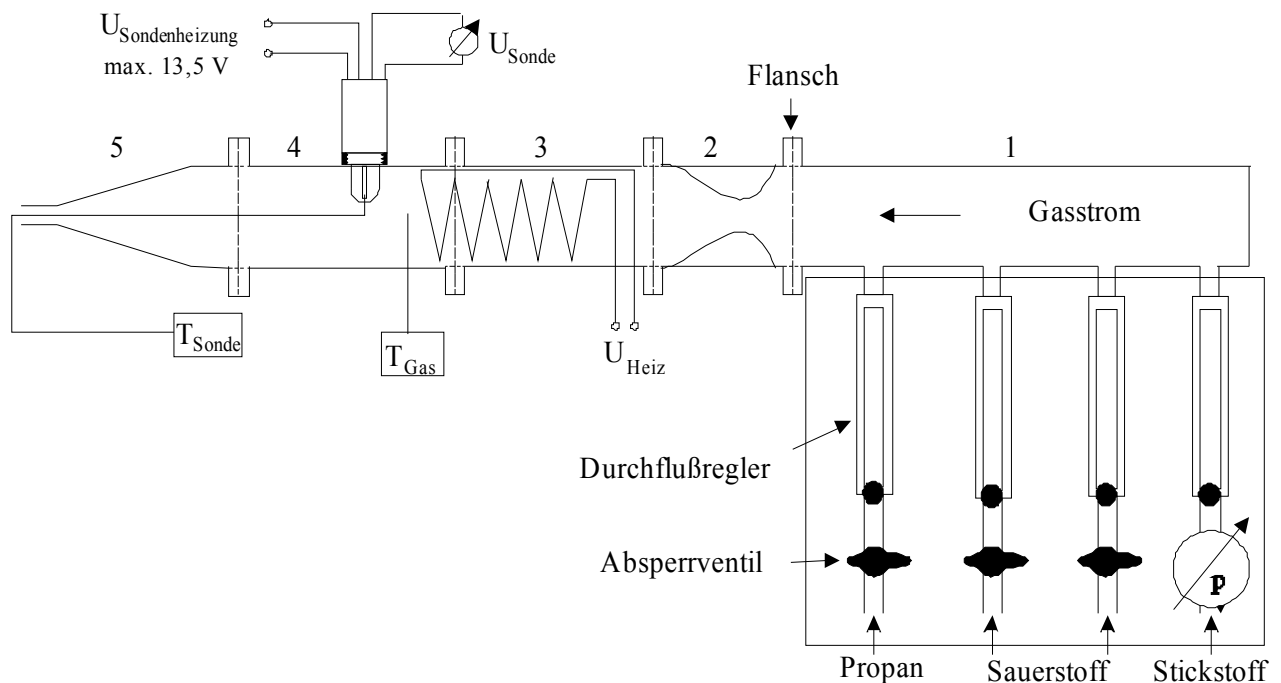 U_Sondenheizung
max. 13,5 V
U_Sonde
Flansch
5 4 3 2 1
Gasstrom
T_Sonde
T_Gas
U_Heiz
Durchflußregler
Absperrventil
p
Propan Sauerstoff Stickstoff